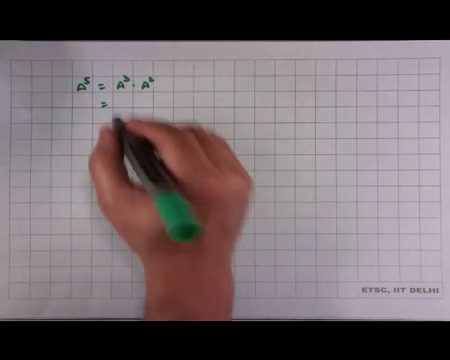 A⁵ = A³ · A²
=
ETSC, IIT DELHI